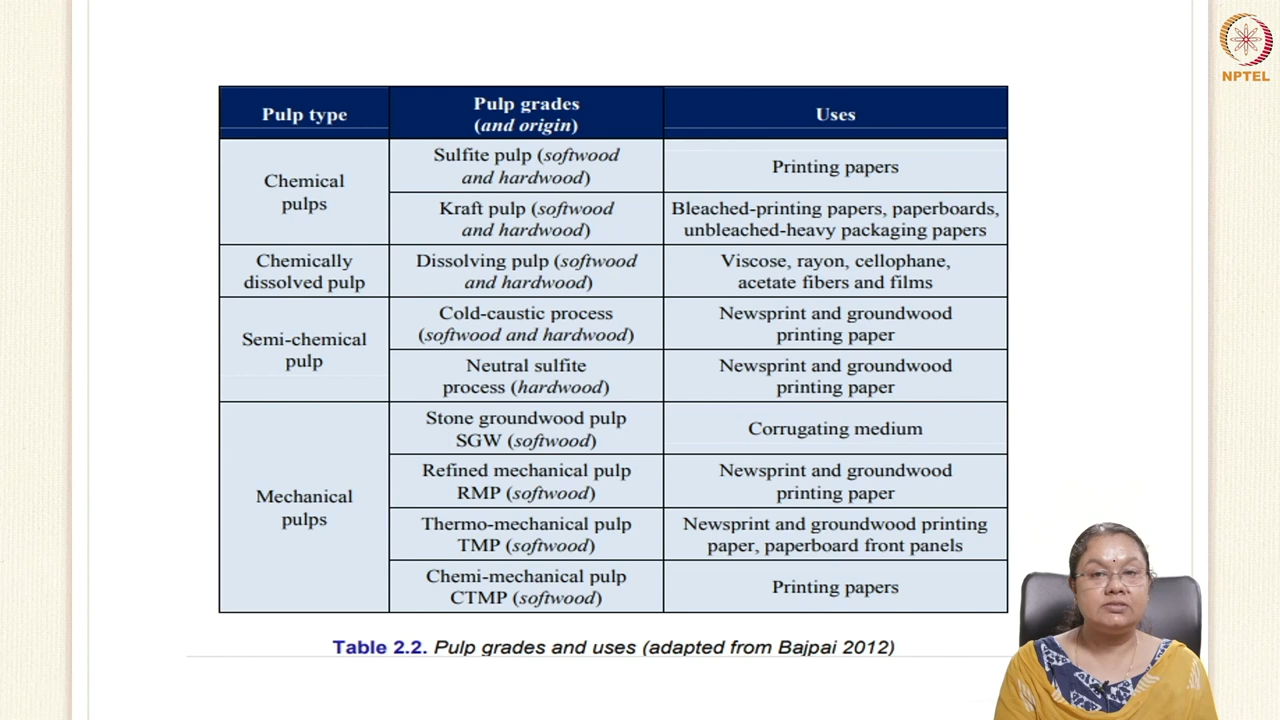 NPTEL
Pulp type
Pulp grades
(and origin)
Uses
Chemical
pulps
Sulfite pulp (softwood
and hardwood)
Printing papers
Kraft pulp (softwood
and hardwood)
Bleached-printing papers, paperboards,
unbleached-heavy packaging papers
Chemically
dissolved pulp
Dissolving pulp (softwood
and hardwood)
Viscose, rayon, cellophane,
acetate fibers and films
Semi-chemical
pulp
Cold-caustic process
(softwood and hardwood)
Newsprint and groundwood
printing paper
Neutral sulfite
process (hardwood)
Newsprint and groundwood
printing paper
Mechanical
pulps
Stone groundwood pulp
SGW (softwood)
Corrugating medium
Refined mechanical pulp
RMP (softwood)
Newsprint and groundwood
printing paper
Thermo-mechanical pulp
TMP (softwood)
Newsprint and groundwood printing
paper, paperboard front panels
Chemi-mechanical pulp
CTMP (softwood)
Printing papers
Table 2.2. Pulp grades and uses (adapted from Bajpai 2012)